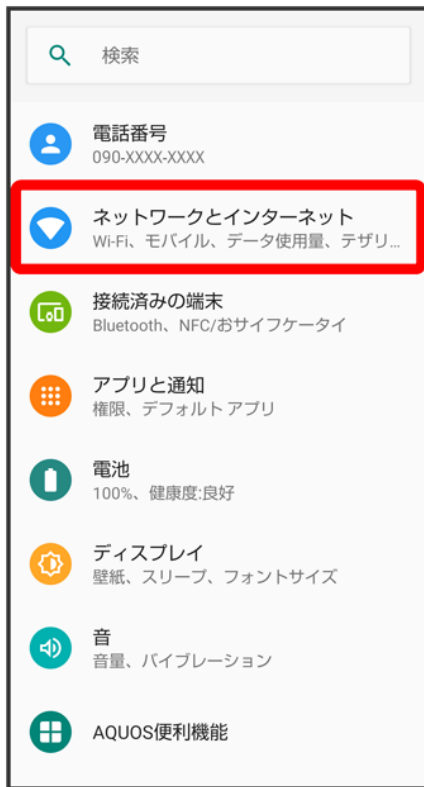 検索
電話番号
090-XXXX-XXXX
ネットワークとインターネット
Wi-Fi、モバイル、データ使用量、テザリ...
接続済みの端末
Bluetooth、NFC/おサイフケータイ
アプリと通知
権限、デフォルト アプリ
電池
100%、健康度:良好
ディスプレイ
壁紙、スリープ、フォントサイズ
音
音量、バイブレーション
AQUOS便利機能